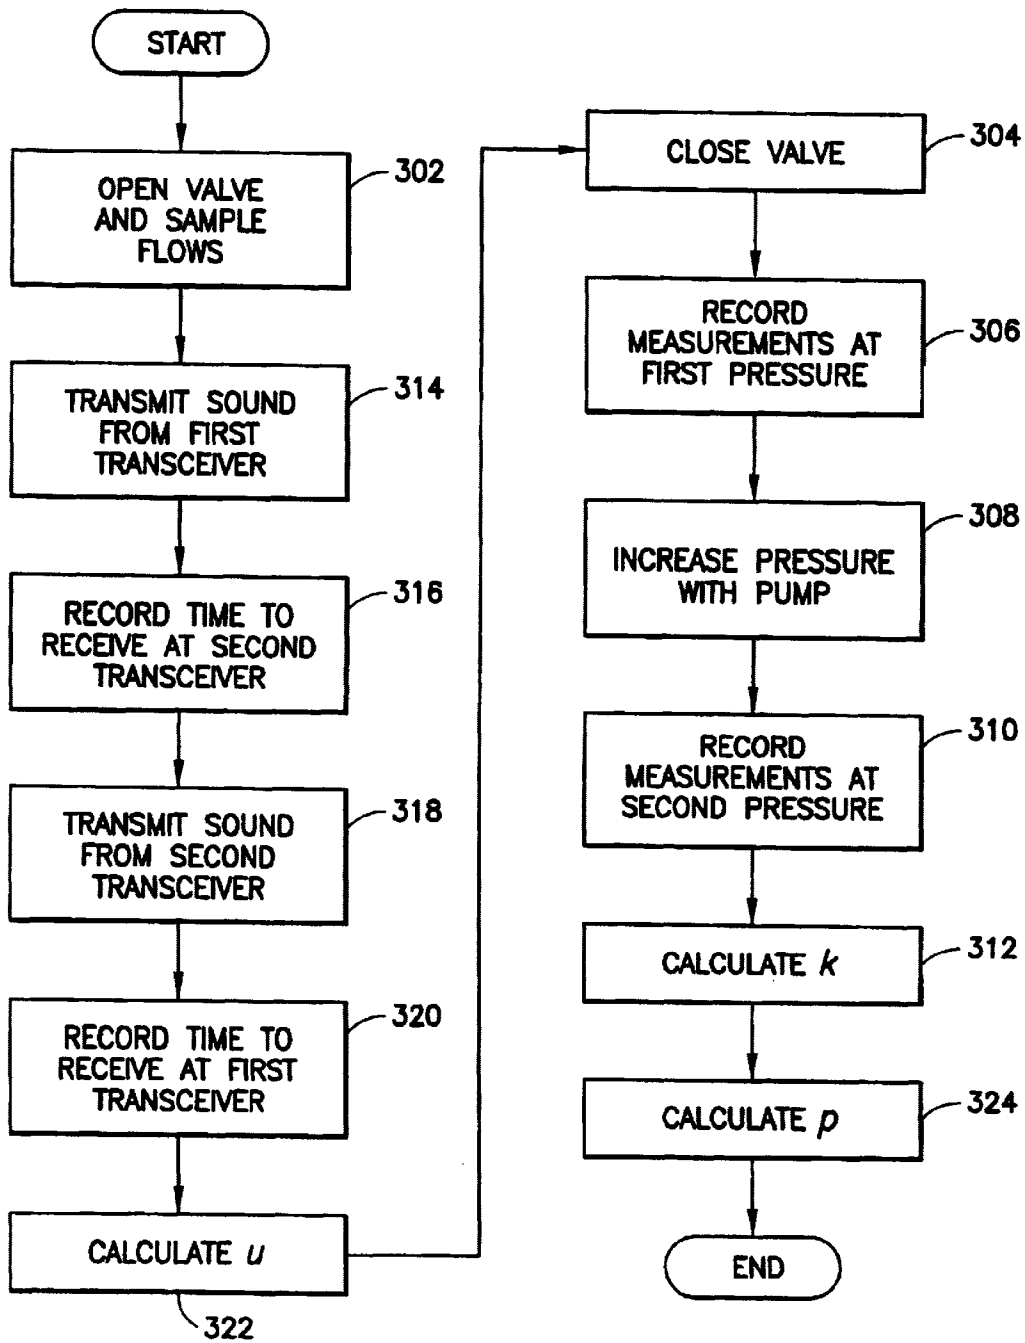 START
OPEN VALVE
AND SAMPLE
FLOWS
302
TRANSMIT SOUND
FROM FIRST
TRANSCEIVER
314
RECORD TIME TO
RECEIVE AT SECOND
TRANSCEIVER
316
TRANSMIT SOUND
FROM SECOND
TRANSCEIVER
318
RECORD TIME TO
RECEIVE AT FIRST
TRANSCEIVER
320
CALCULATE u
322
CLOSE VALVE
304
RECORD
MEASUREMENTS AT
FIRST PRESSURE
306
INCREASE PRESSURE
WITH PUMP
308
RECORD
MEASUREMENTS AT
SECOND PRESSURE
310
CALCULATE k
312
CALCULATE p
324
END